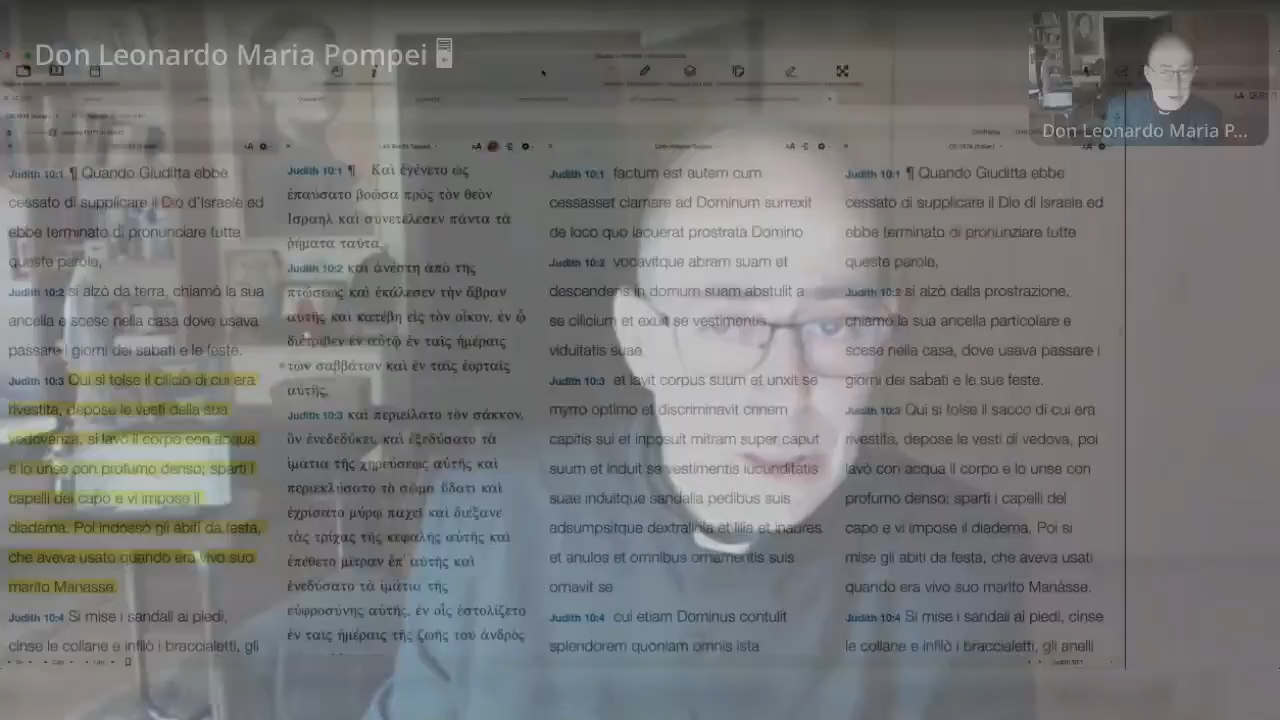 Don Leonardo Maria Pompei
Don Leonardo Maria P...
Judith 10:1 ¶ Quando Giuditta ebbe
cessato di supplicare il Dio d'Israele ed
ebbe terminato di pronunciare tutte
queste parole,
Judith 10:2 si alzò da terra, chiamò la sua
ancella e scese nella casa dove usava
passare i giorni dei sabati e le feste.
Judith 10:3 Qui si tolse il cilicio di cui era
rivestita, depose le vesti della sua
vedovanza, si lavò il corpo con acqua
e lo unse con profumo denso; spartì i
capelli del capo e vi impose il
diadema. Poi indossò gli abiti da festa,
che aveva usato quando era vivo suo
marito Manasse.
Judith 10:4 Si mise i sandali ai piedi,
cinse le collane e infilò i braccialetti, gli
Judith 10:1 ¶ Καὶ ἐγένετο ὡς
ἐπαύσατο βοῶσα πρὸς τὸν θεὸν
Ισραηλ καὶ συνετέλεσεν πάντα τὰ
ῥήματα ταῦτα,
Judith 10:2 καὶ ἀνέστη ἀπὸ τῆς
πτώσεως καὶ ἐκάλεσεν τὴν ἅβραν
αὐτῆς καὶ κατέβη εἰς τὸν οἶκον, ἐν ᾧ
διέτριβεν ἐν αὐτῷ ἐν ταῖς ἡμέραις
τῶν σαββάτων καὶ ἐν ταῖς ἑορταῖς
αὐτῆς,
Judith 10:3 καὶ περιείλατο τὸν σάκκον,
ὃν ἐνεδεδύκει, καὶ ἐξεδύσατο τὰ
ἱμάτια τῆς χηρεύσεως αὐτῆς καὶ
περιεκλύσατο τὸ σῶμα ὕδατι καὶ
ἐχρίσατο μύρῳ παχεῖ καὶ διέξανε
τὰς τρίχας τῆς κεφαλῆς αὐτῆς καὶ
ἐπέθετο μίτραν ἐπ᾽ αὐτῆς καὶ
ἐνεδύσατο τὰ ἱμάτια τῆς
εὐφροσύνης αὐτῆς, ἐν οἷς ἐστολίζετο
ἐν ταῖς ἡμέραις τῆς ζωῆς τοῦ ἀνδρὸς
Judith 10:1 factum est autem cum
cessasset clamare ad Dominum surrexit
de loco quo iacuerat prostrata Domino
Judith 10:2 vocavitque abram suam et
descendens in domum suam abstulit a
se cilicium et exuit se vestimentis
viduitatis suae
Judith 10:3 et lavit corpus suum et unxit se
myrro optimo et discriminavit crinem
capitis sui et inposuit mitram super caput
suum et induit se vestimentis iucunditatis
suae induitque sandalia pedibus suis
adsumpsitque dextraliola et lilia et inaures
et anulos et omnibus ornamentis suis
ornavit se
Judith 10:4 cui etiam Dominus contulit
splendorem quoniam omnis ista
Judith 10:1 ¶ Quando Giuditta ebbe
cessato di supplicare il Dio di Israele ed
ebbe terminato di pronunziare tutte
queste parole,
Judith 10:2 si alzò dalla prostrazione,
chiamò la sua ancella particolare e
scese nella casa, dove usava passare i
giorni dei sabati e le sue feste.
Judith 10:3 Qui si tolse il sacco di cui era
rivestita, depose le vesti di vedova, poi
lavò con acqua il corpo e lo unse con
profumo denso; spartì i capelli del
capo e vi impose il diadema. Poi si
mise gli abiti da festa, che aveva usati
quando era vivo suo marito Manàsse.
Judith 10:4 Si mise i sandali ai piedi, cinse
le collane e infilò i braccialetti, gli anelli
Judith 10:1